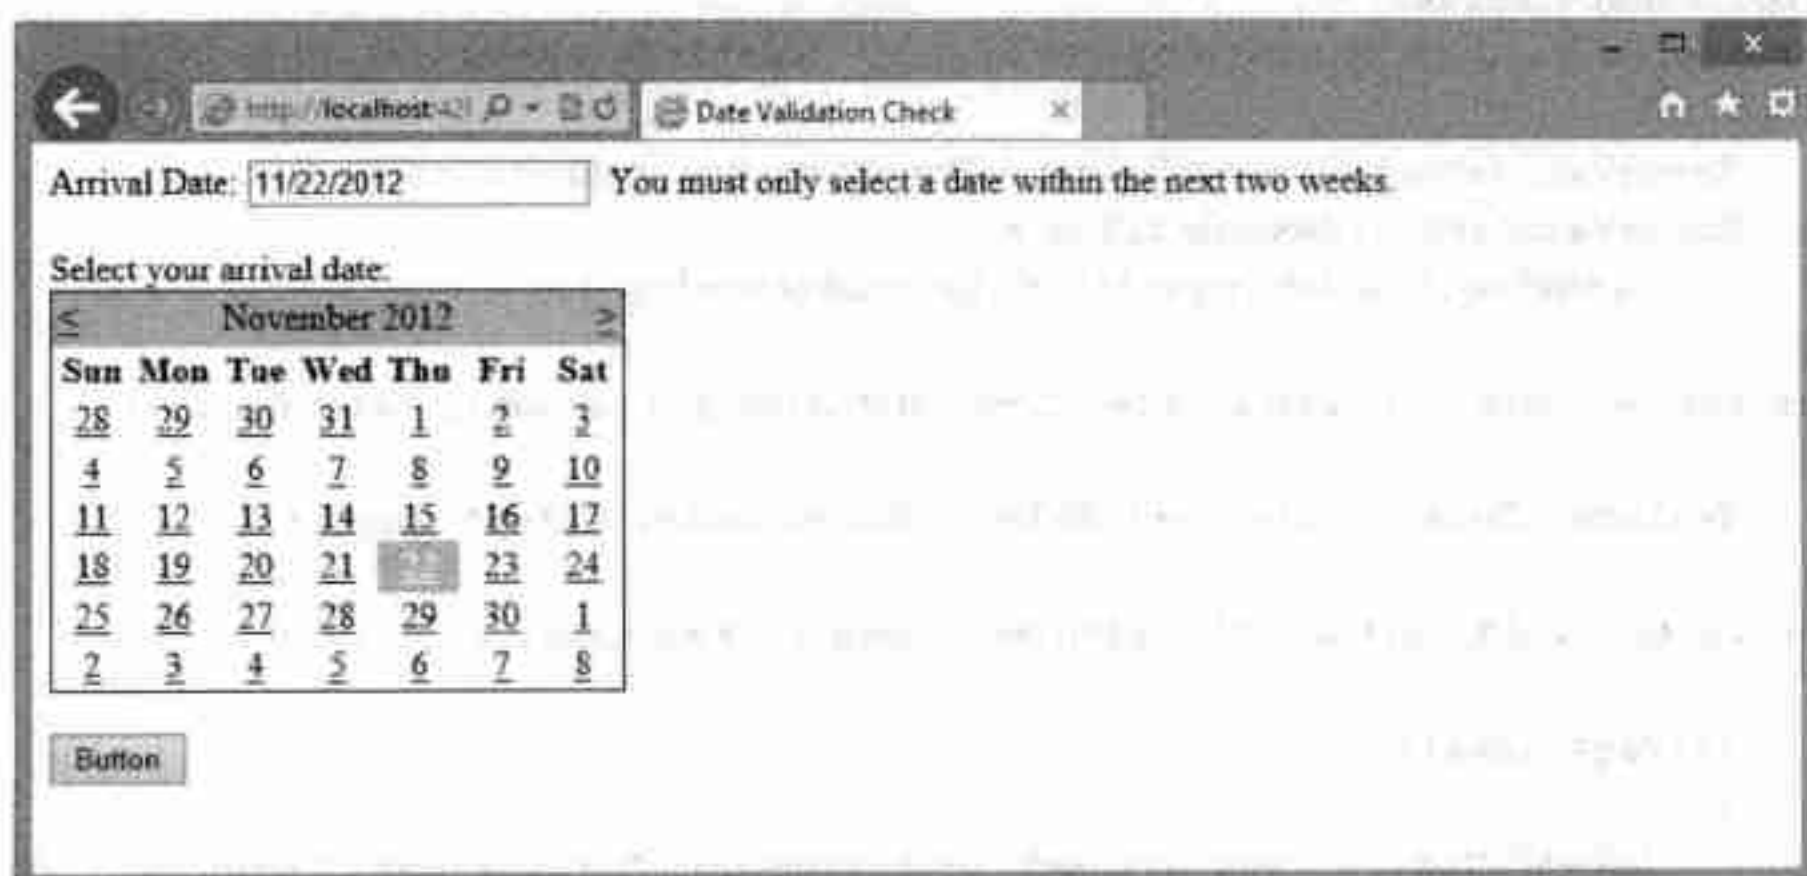 http://localhost:42
Date Validation Check
Arrival Date: 11/22/2012 You must only select a date within the next two weeks.
Select your arrival date:
< November 2012 >
Sun Mon Tue Wed Thu Fri Sat
28 29 30 31 1 2 3
4 5 6 7 8 9 10
11 12 13 14 15 16 17
18 19 20 21 22 23 24
25 26 27 28 29 30 1
2 3 4 5 6 7 8
Button